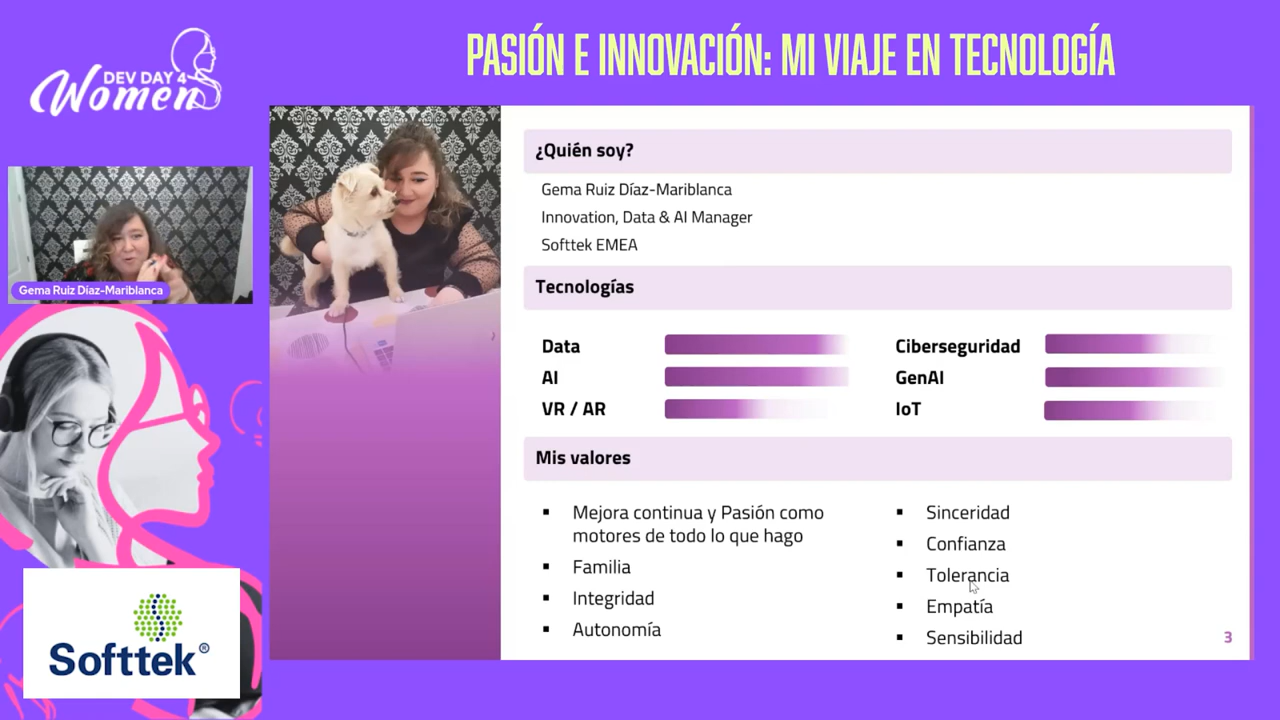 DEV DAY 4
Women
PASIÓN E INNOVACIÓN: MI VIAJE EN TECNOLOGÍA
Gema Ruiz Díaz-Mariblanca
¿Quién soy?
Gema Ruiz Díaz-Mariblanca
Innovation, Data & AI Manager
Softtek EMEA
Tecnologías
Data
AI
VR / AR
Ciberseguridad
GenAI
IoT
Mis valores
▪ Mejora continua y Pasión como
motores de todo lo que hago
▪ Familia
▪ Integridad
▪ Autonomía
▪ Sinceridad
▪ Confianza
▪ Tolerancia
▪ Empatía
▪ Sensibilidad
3
Softtek®